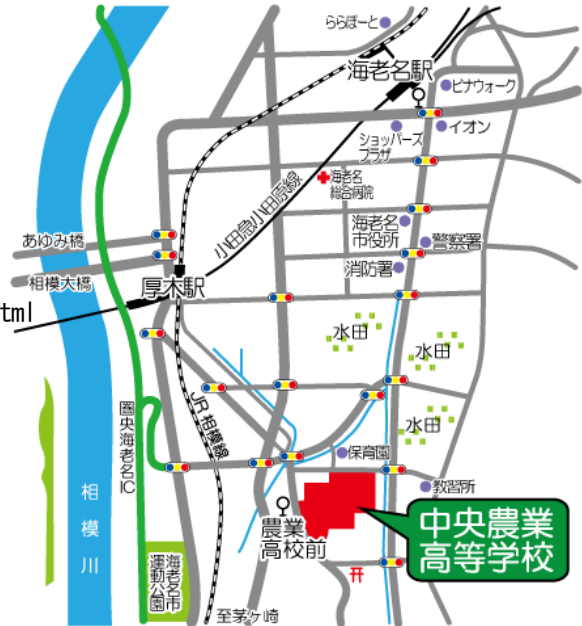 ららぽーと
海老名駅
ビナウォーク
ショッパーズ
プラザ
イオン
海老名
総合病院
小田急小田原線
海老名
市役所
警察署
消防署
あゆみ橋
相模大橋
厚木駅
tml
水田
水田
水田
JR相模線
圏央海老名IC
保育園
教習所
相模川
農業
高校前
中央農業
高等学校
海老名市
運動公園
至茅ヶ崎